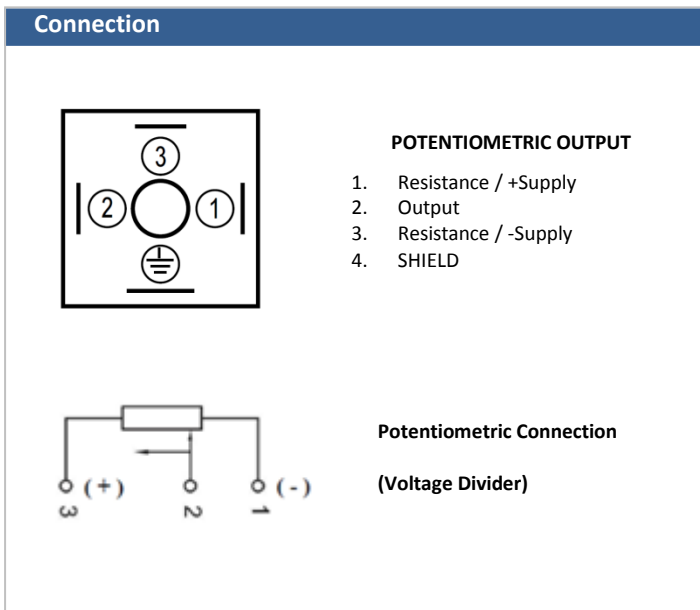 Connection
POTENTIOMETRIC OUTPUT
3
2
1
1. Resistance / +Supply
2. Output
3. Resistance / -Supply
4. SHIELD
Potentiometric Connection
(Voltage Divider)
(+) (-)
3 2 1